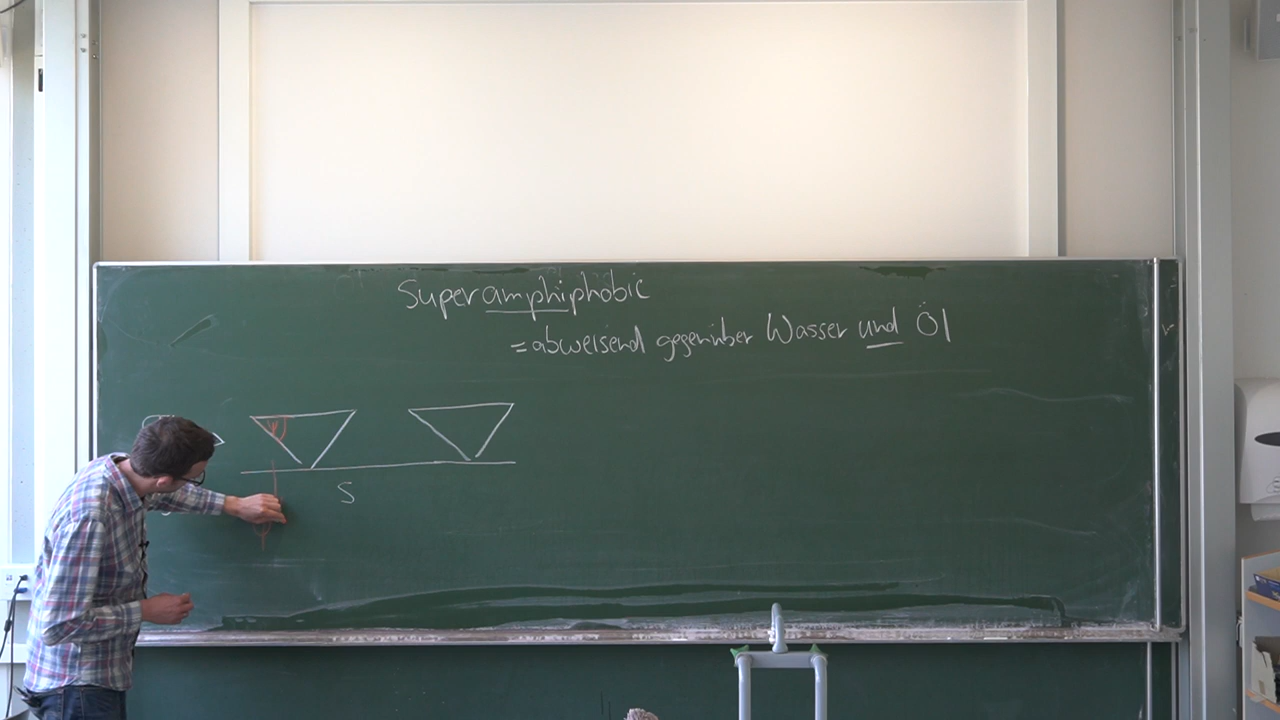 Superamphiphobic
= abweisend gegenüber Wasser und Öl
ψ
S
ψ
r